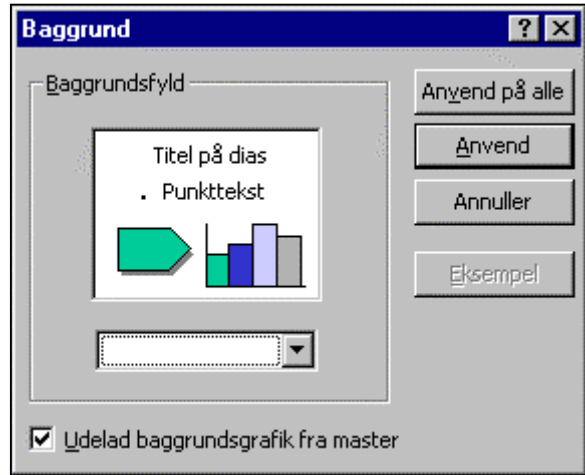 Baggrund
Baggrundsfyld
Titel på dias
. Punkttekst
Anvend på alle
Anvend
Annuller
Eksempel
Udelad baggrundsgrafik fra master